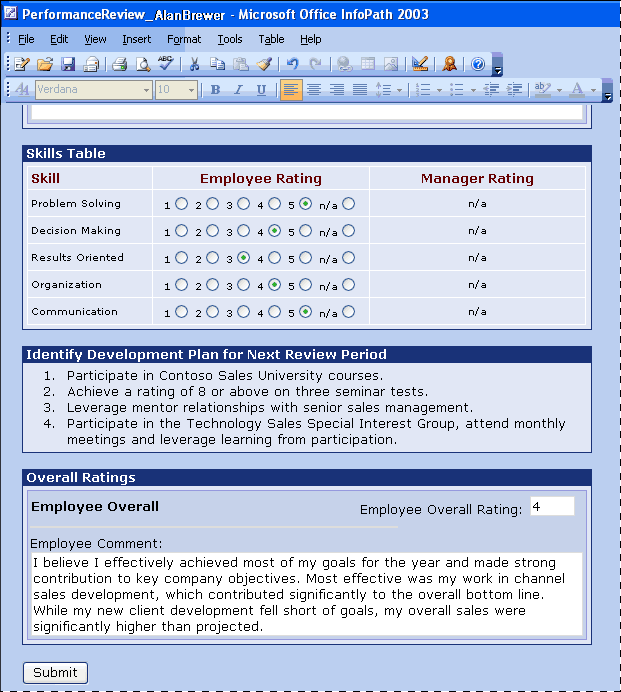 PerformanceReview_AlanBrewer - Microsoft Office InfoPath 2003
File Edit View Insert Format Tools Table Help
Verdana 10 B I U
Skills Table
Skill Employee Rating Manager Rating
Problem Solving 1 2 3 4 5 n/a n/a
Decision Making 1 2 3 4 5 n/a n/a
Results Oriented 1 2 3 4 5 n/a n/a
Organization 1 2 3 4 5 n/a n/a
Communication 1 2 3 4 5 n/a n/a
Identify Development Plan for Next Review Period
1. Participate in Contoso Sales University courses.
2. Achieve a rating of 8 or above on three seminar tests.
3. Leverage mentor relationships with senior sales management.
4. Participate in the Technology Sales Special Interest Group, attend monthly
meetings and leverage learning from participation.
Overall Ratings
Employee Overall Employee Overall Rating: 4
Employee Comment:
I believe I effectively achieved most of my goals for the year and made strong
contribution to key company objectives. Most effective was my work in channel
sales development, which contributed significantly to the overall bottom line.
While my new client development fell short of goals, my overall sales were
significantly higher than projected.
Submit